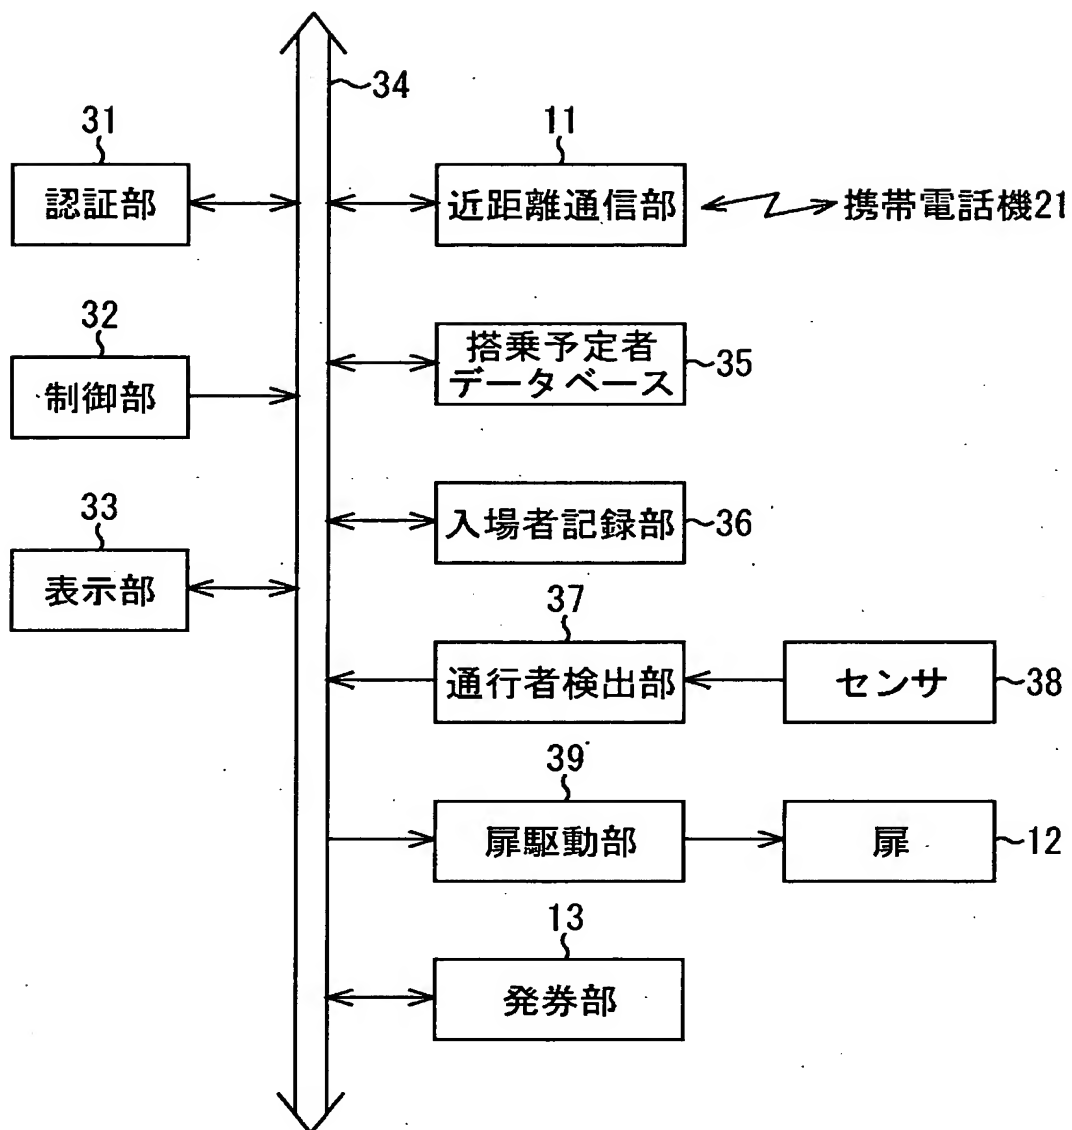 34
31
認証部
11
近距離通信部
携帯電話機21
32
制御部
搭乗予定者
データベース
35
33
表示部
入場者記録部
36
37
通行者検出部
センサ
38
39
扉駆動部
扉
12
13
発券部